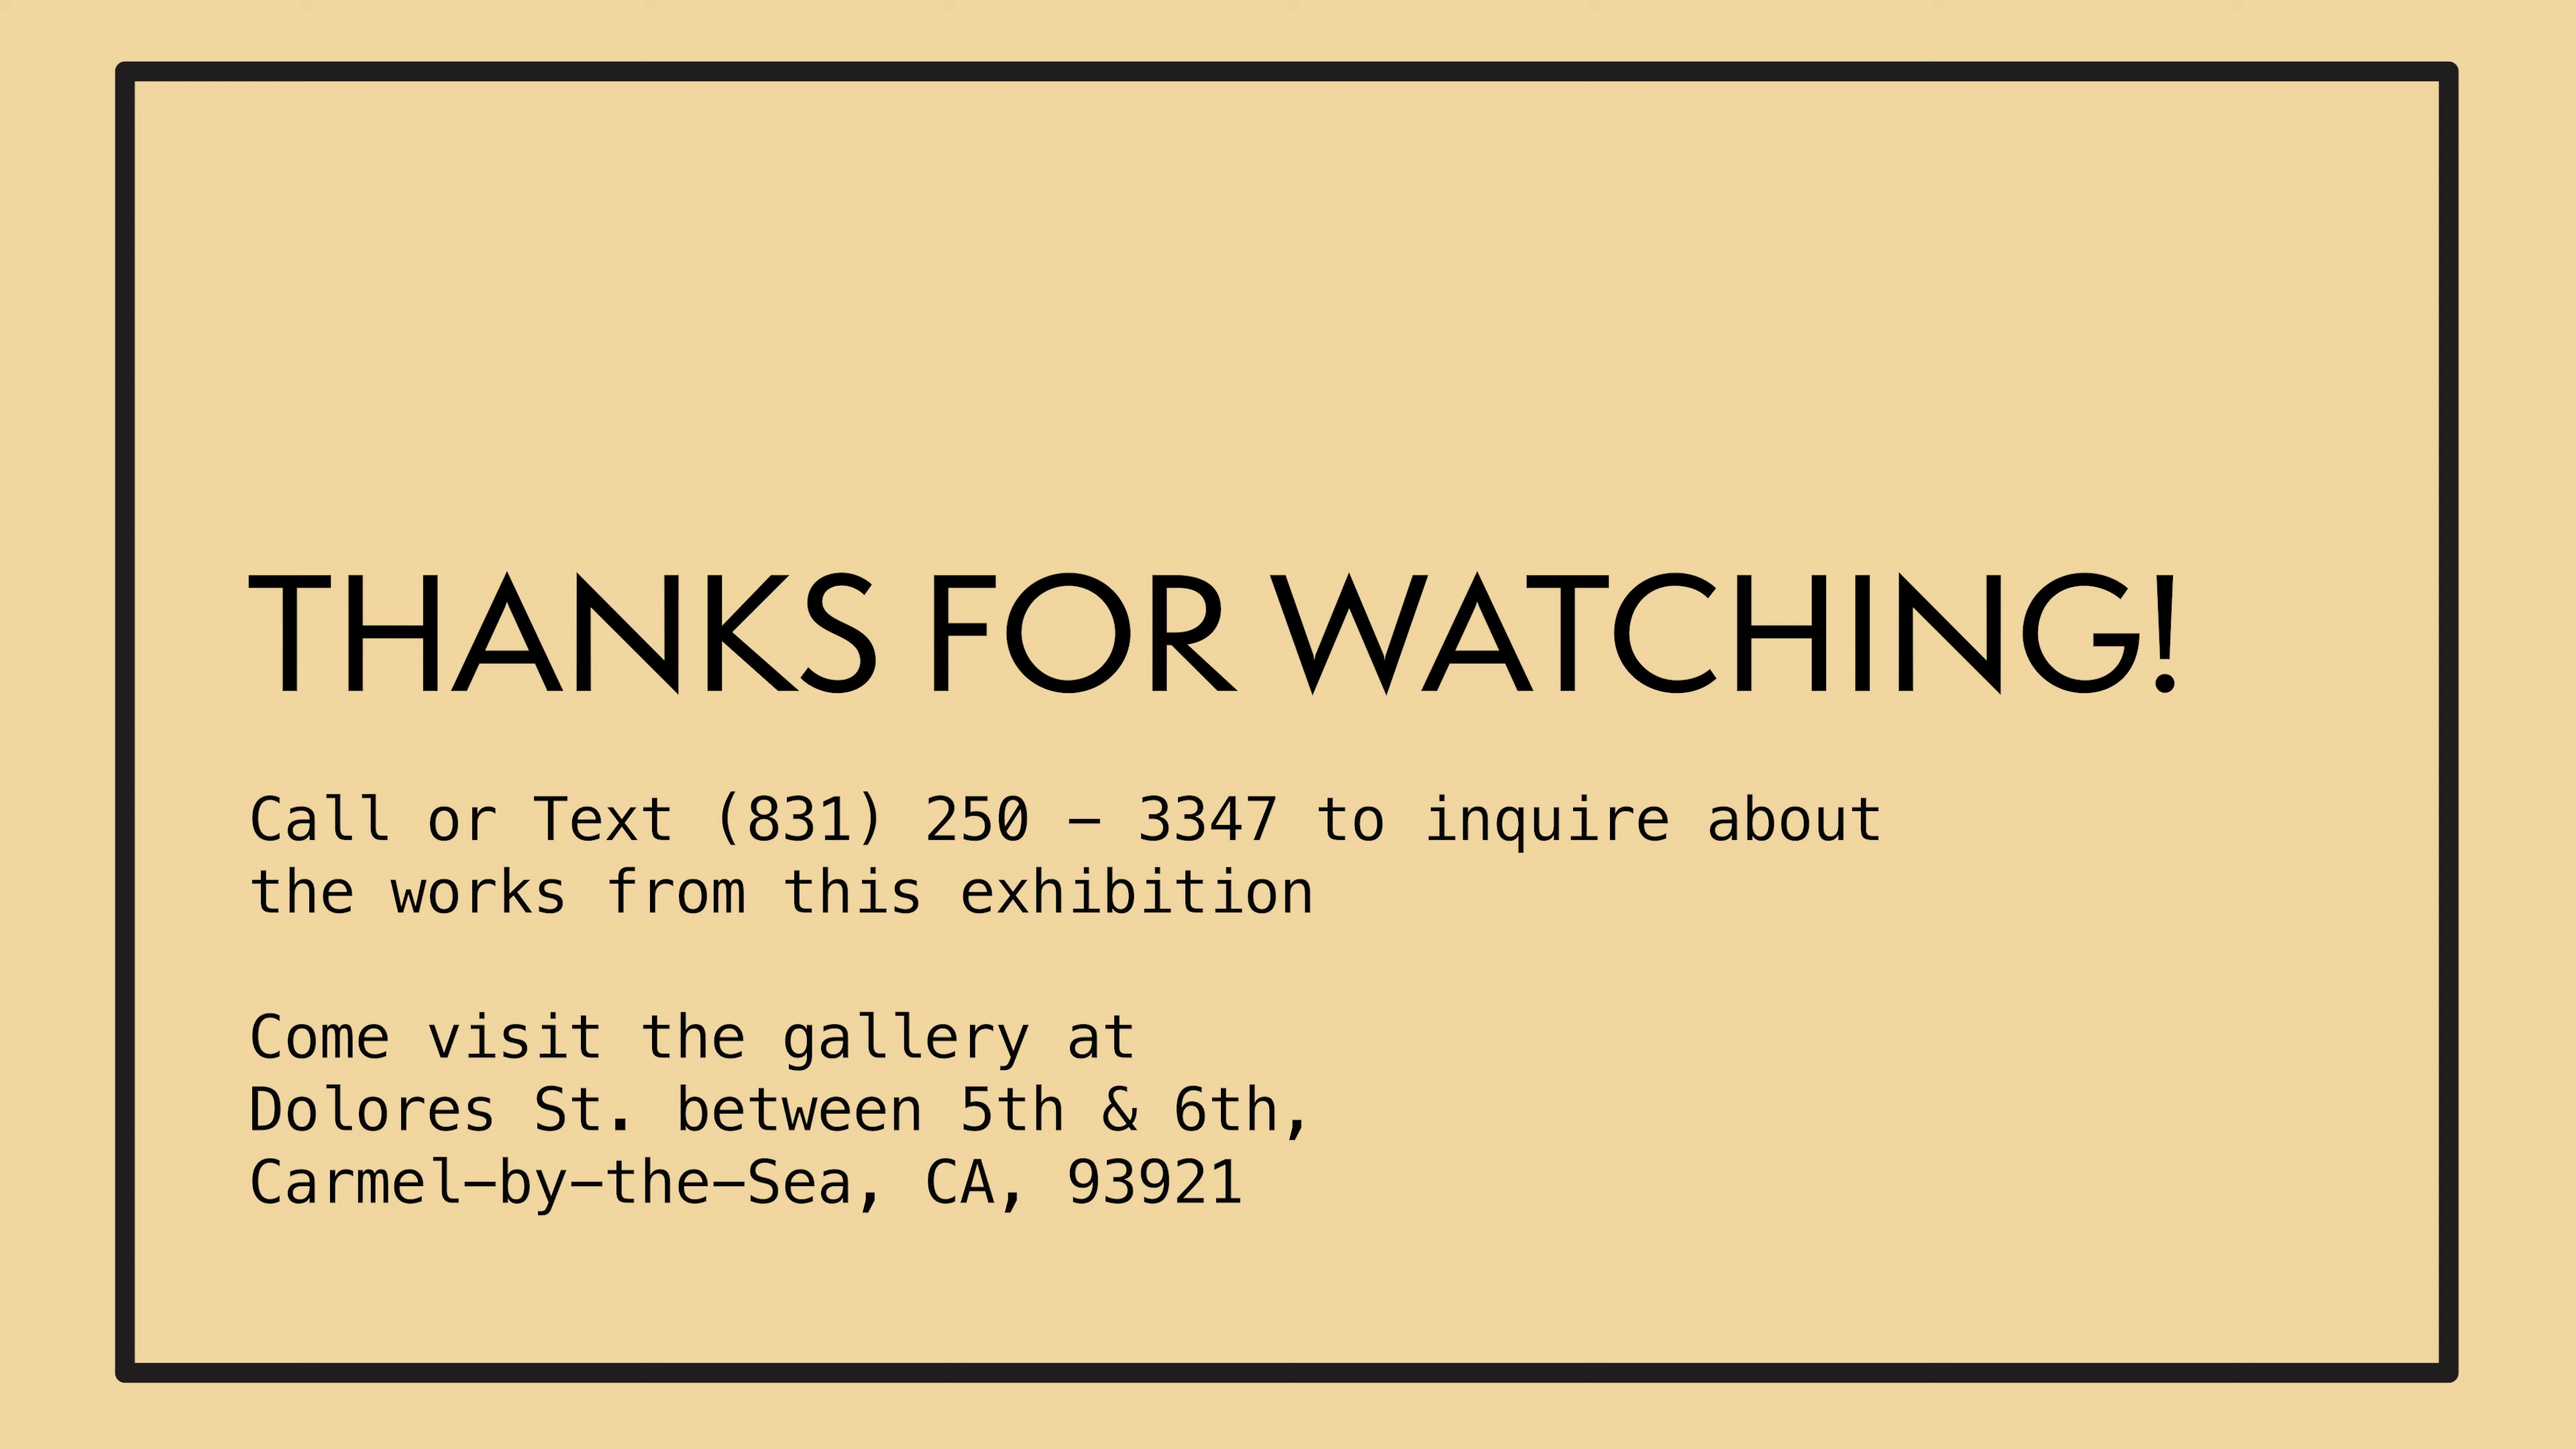 THANKS FOR WATCHING!
Call or Text (831) 250 – 3347 to inquire about
the works from this exhibition
Come visit the gallery at
Dolores St. between 5th & 6th,
Carmel–by–the–Sea, CA, 93921